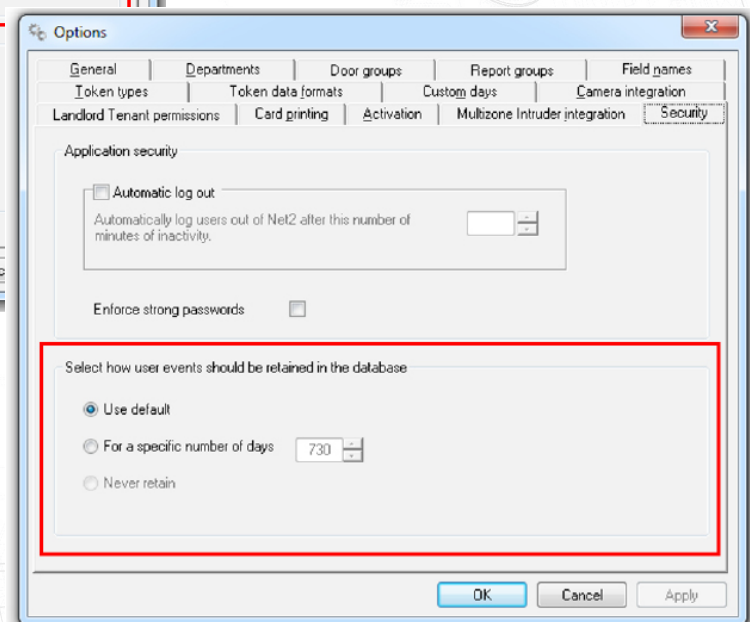 Options
General Departments Door groups Report groups Field names
Token types Token data formats Custom days Camera integration
Landlord Tenant permissions Card printing Activation Multizone Intruder integration Security
Application security
Automatic log out
Automatically log users out of Net2 after this number of
minutes of inactivity.
Enforce strong passwords
Select how user events should be retained in the database
Use default
For a specific number of days 730
Never retain
OK Cancel Apply